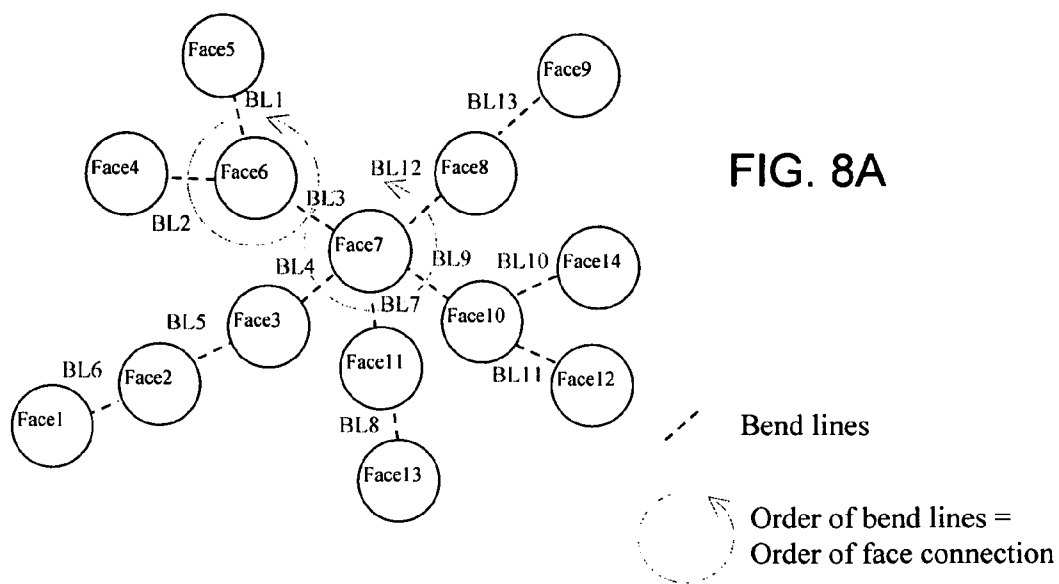 Face5
Face9
BL1
BL13
Face4
Face6
BL12
Face8
FIG. 8A
BL3
BL2
Face7
BL4
BL9
BL10
Face14
BL7
BL5
Face3
Face10
BL6
Face2
Face11
BL11
Face12
Face1
BL8
Bend lines
Face13
Order of bend lines =
Order of face connection